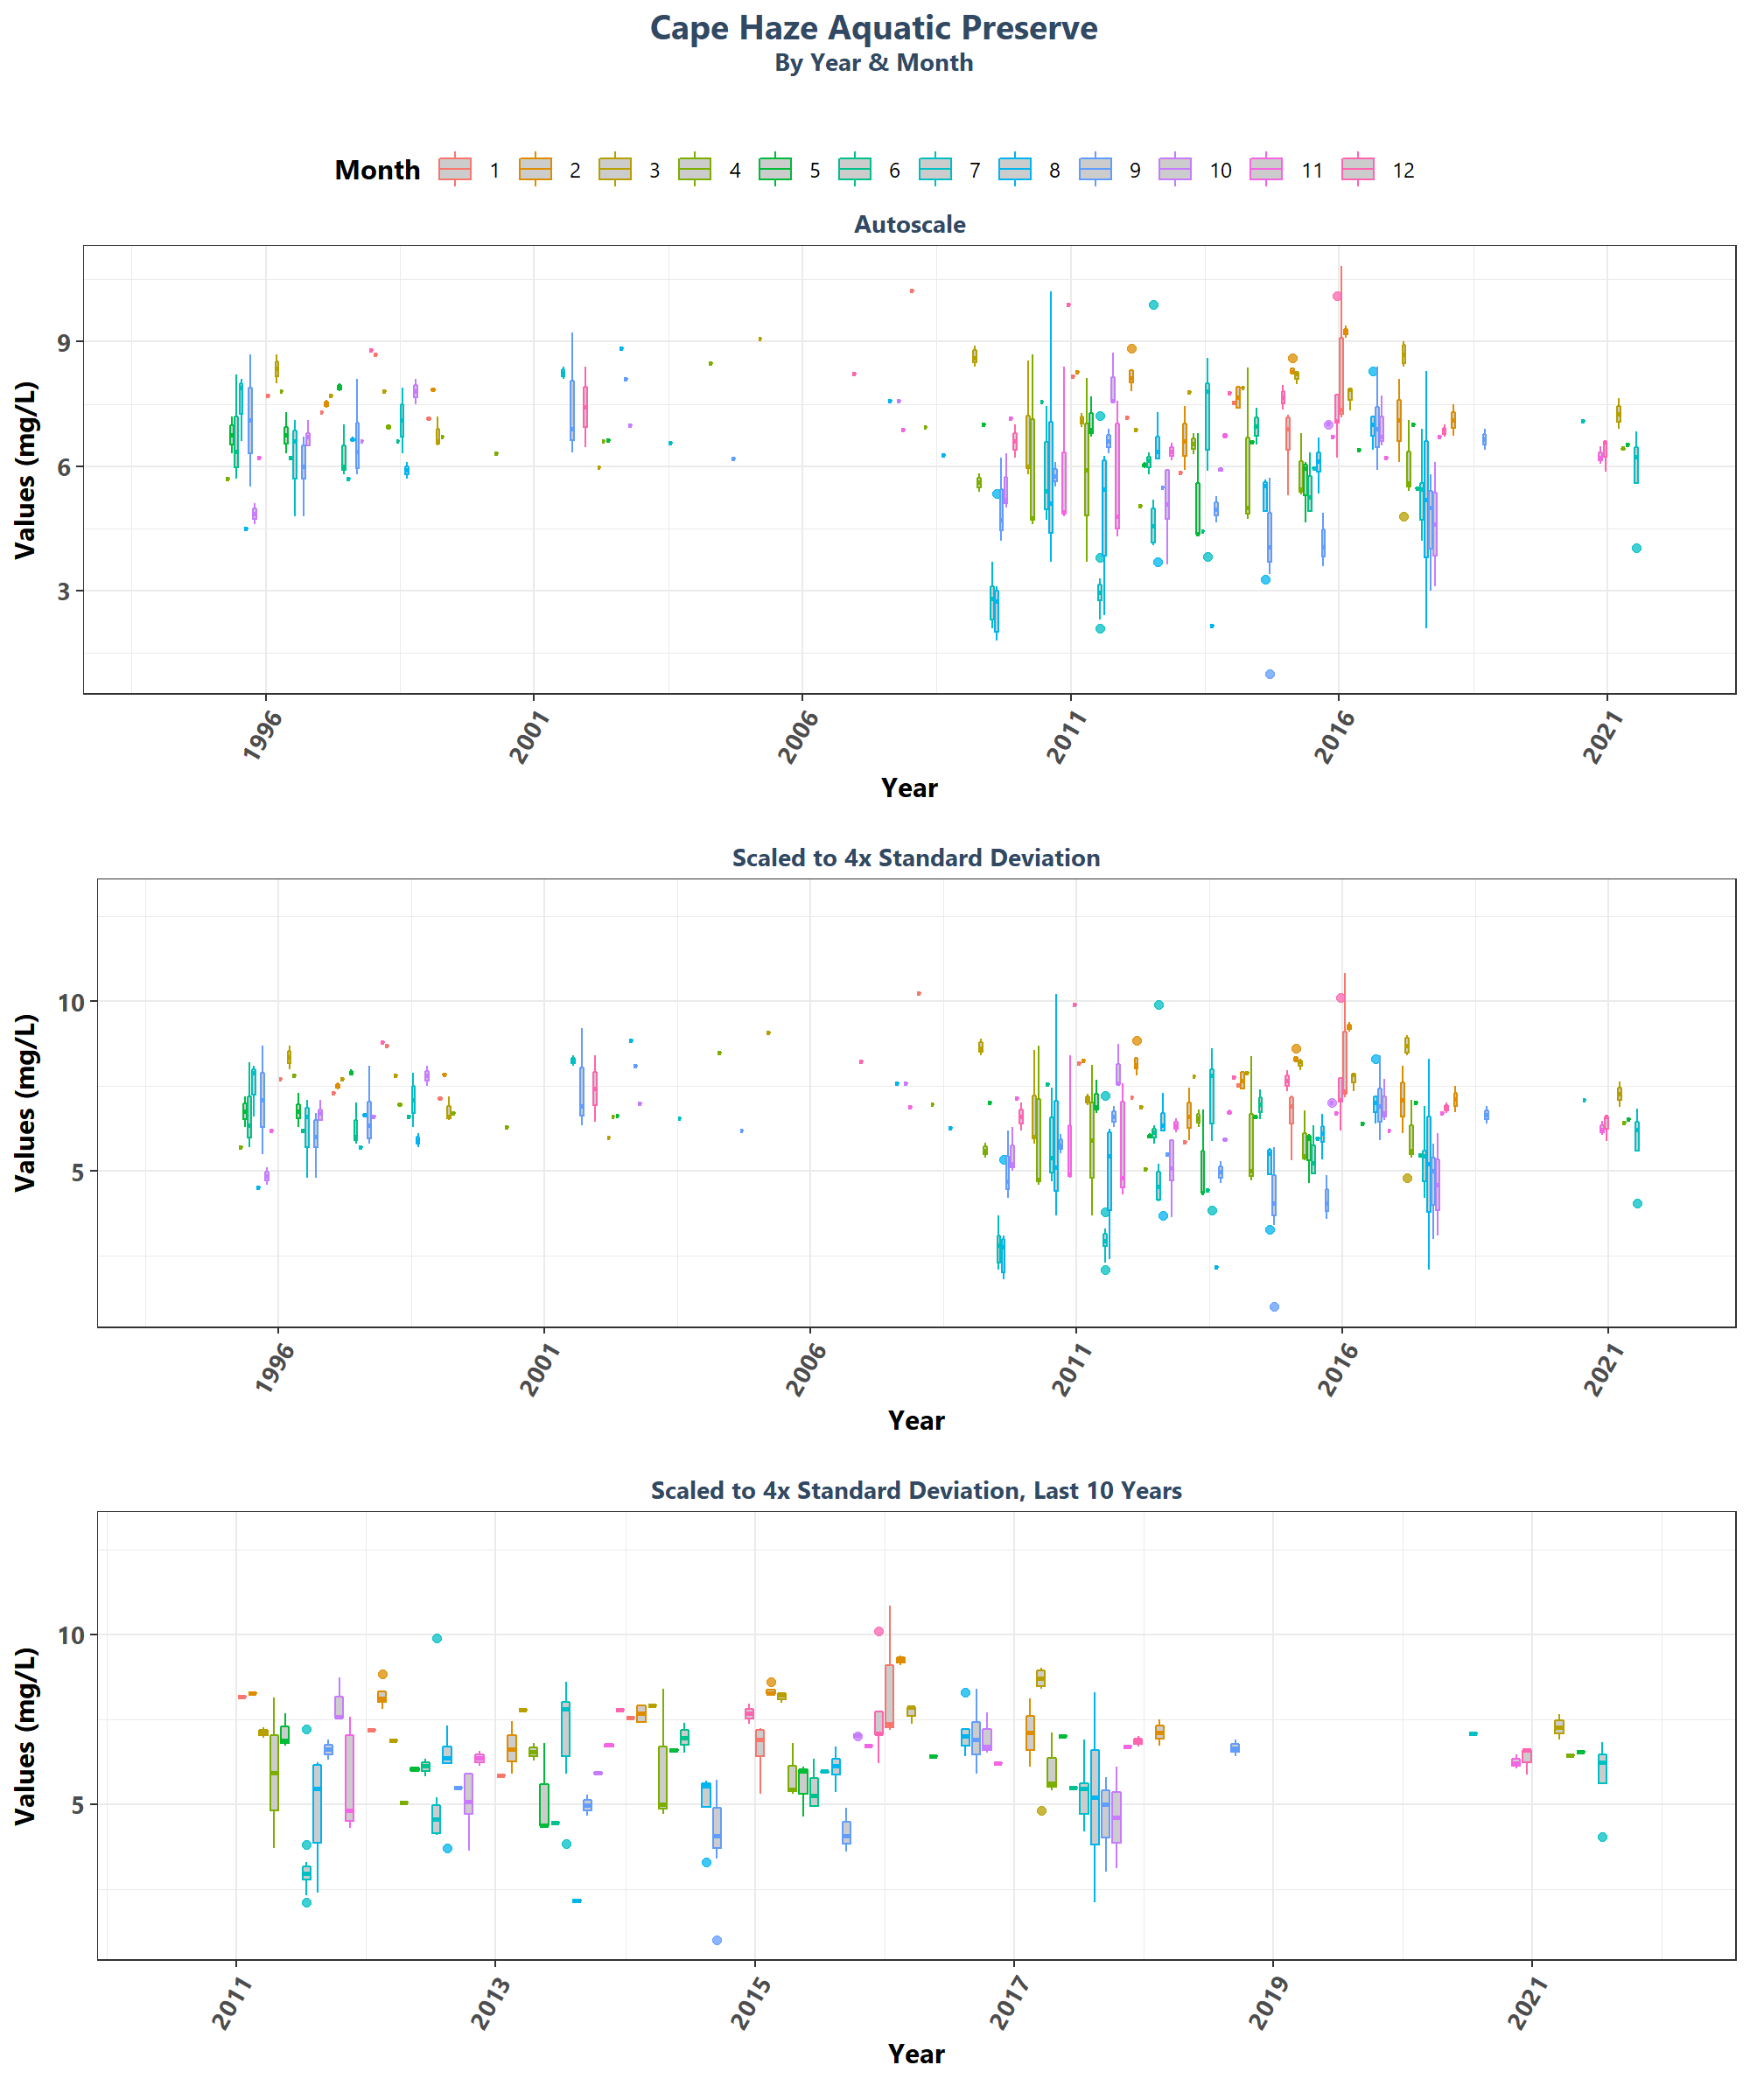 Cape Haze Aquatic Preserve
By Year & Month
Month 1 2 3 4 5 6 7 8 9 10 11 12
Autoscale
Values (mg/L)
9
6
3
1996 2001 2006 2011 2016 2021
Year
Scaled to 4x Standard Deviation
Values (mg/L)
10
5
1996 2001 2006 2011 2016 2021
Year
Scaled to 4x Standard Deviation, Last 10 Years
Values (mg/L)
10
5
2011 2013 2015 2017 2019 2021
Year